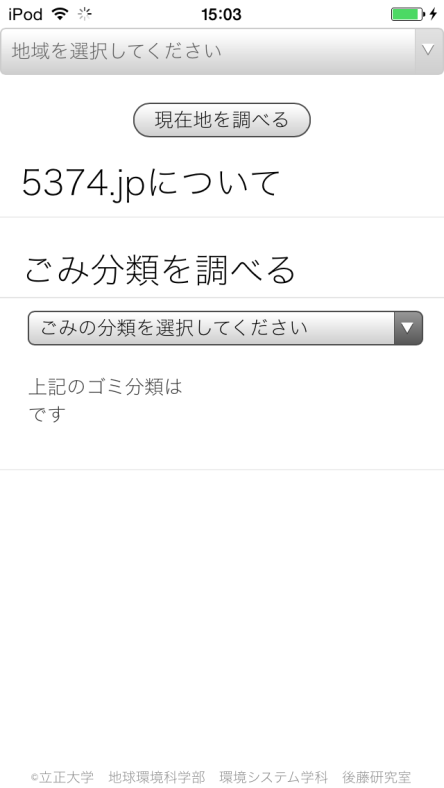 iPod 15:03
地域を選択してください
現在地を調べる
5374.jpについて
ごみ分類を調べる
ごみの分類を選択してください
上記のゴミ分類は
です
©立正大学　地球環境科学部　環境システム学科　後藤研究室